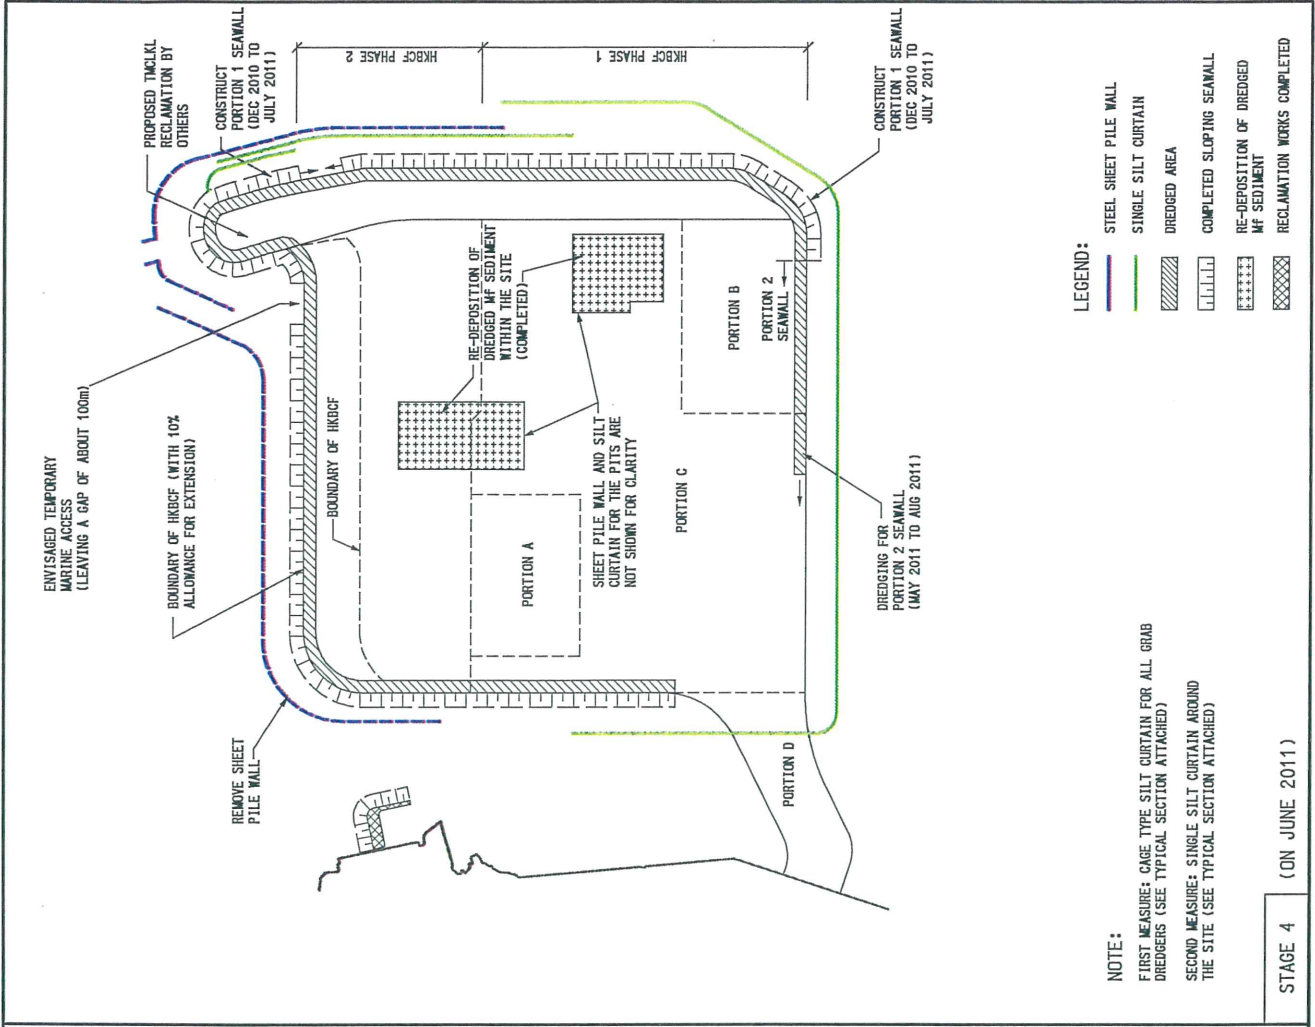 ENVISAGED TEMPORARY
MARINE ACCESS
(LEAVING A GAP OF ABOUT 100m)
PROPOSED TMCLKL
RECLAMATION BY
OTHERS
CONSTRUCT
PORTION 1 SEAWALL
(DEC 2010 TO
JULY 2011)
BOUNDARY OF HKBCF (WITH 10%
ALLOWANCE FOR EXTENSION)
REMOVE SHEET
PILE WALL
HKBCF PHASE 2
HKBCF PHASE 1
BOUNDARY OF HKBCF
RE-DEPOSITION OF
DREDGED Mf SEDIMENT
WITHIN THE SITE
(COMPLETED)
PORTION A
SHEET PILE WALL AND SILT
CURTAIN FOR THE PITS ARE
NOT SHOWN FOR CLARITY
PORTION C
PORTION B
PORTION 2
SEAWALL
PORTION D
DREDGING FOR
PORTION 2 SEAWALL
(MAY 2011 TO AUG 2011)
CONSTRUCT
PORTION 1 SEAWALL
(DEC 2010 TO
JULY 2011)
LEGEND:
STEEL SHEET PILE WALL
SINGLE SILT CURTAIN
DREDGED AREA
COMPLETED SLOPING SEAWALL
RE-DEPOSITION OF DREDGED
Mf SEDIMENT
RECLAMATION WORKS COMPLETED
NOTE:
FIRST MEASURE: CAGE TYPE SILT CURTAIN FOR ALL GRAB
DREDGERS (SEE TYPICAL SECTION ATTACHED)
SECOND MEASURE: SINGLE SILT CURTAIN AROUND
THE SITE (SEE TYPICAL SECTION ATTACHED)
STAGE 4 (ON JUNE 2011)